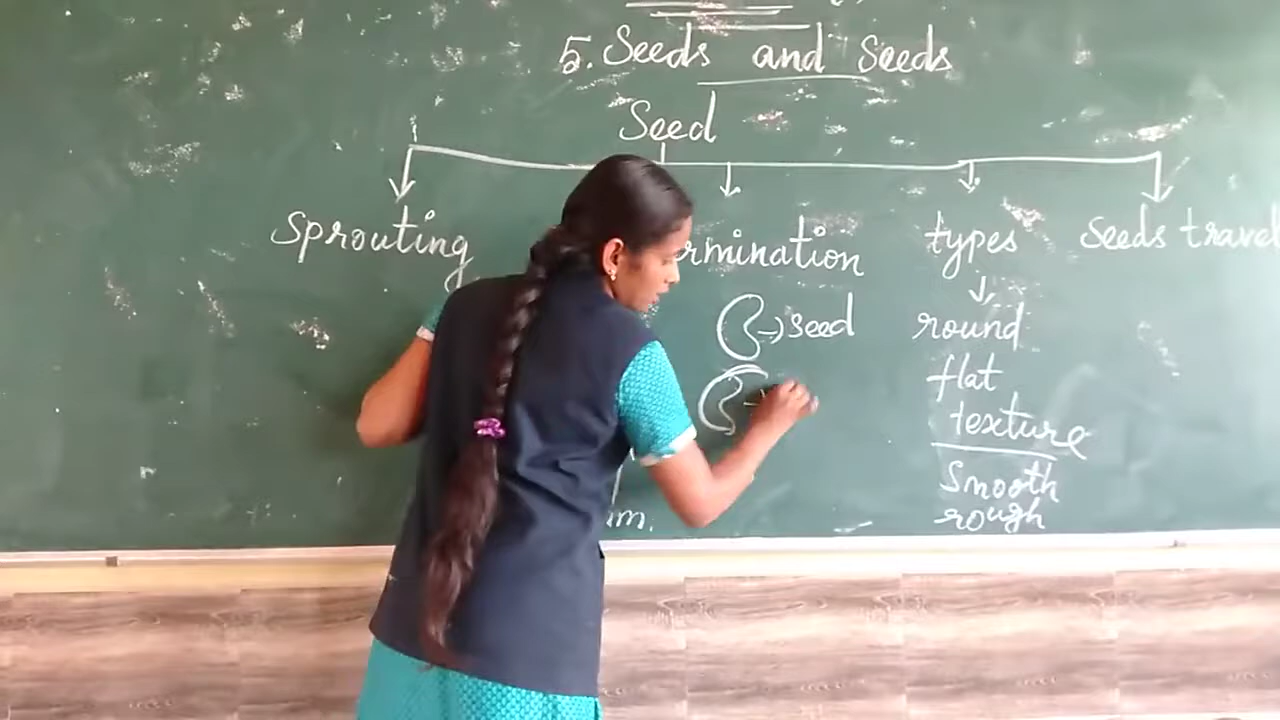 5. Seeds and Seeds
Seed
Sprouting
rmination
types
Seeds travel
seed
round
flat
texture
Smooth
rough